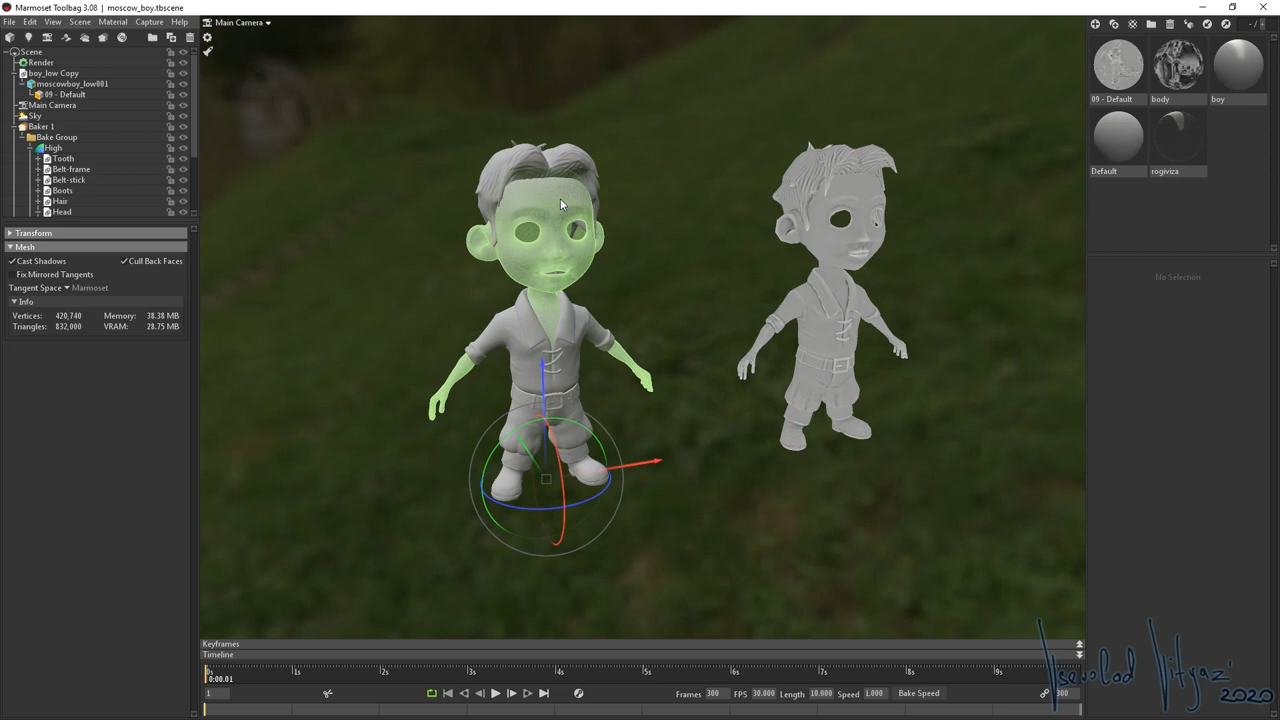 Marmoset Toolbag 3.08 | moscow_boy.tbscene
File Edit View Scene Material Capture Help
Main Camera
Scene
Render
boy_low Copy
moscowboy_low001
09 - Default
Main Camera
Sky
Baker 1
Bake Group
High
Tooth
Belt-frame
Belt-stick
Boots
Hair
Head
Transform
Mesh
Cast Shadows Cull Back Faces
Fix Mirrored Tangents
Tangent Space Marmoset
Info
Vertices: 420,740 Memory: 38.38 MB
Triangles: 832,000 VRAM: 28.75 MB
09 - Default body boy
Default rogiviza
No Selection
Keyframes
Timeline
0s 1s 2s 3s 4s 5s 6s 7s 8s 9s
0:00.01
1 Frames 300 FPS 30.000 Length 10.000 Speed 1.000 Bake Speed 300
Vsevolod Vityaz'
2020